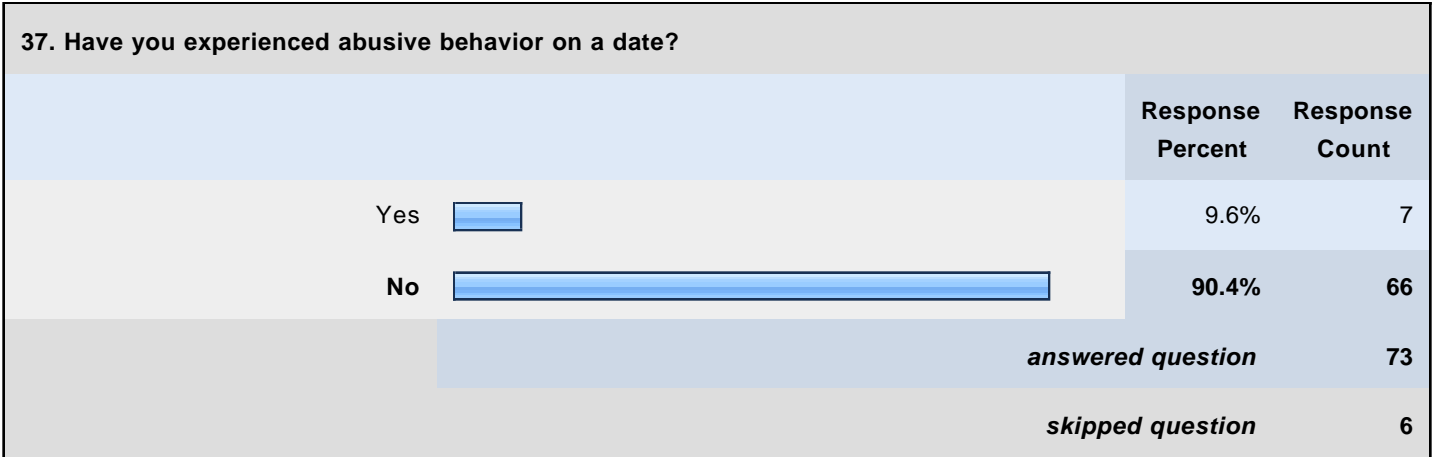 37. Have you experienced abusive behavior on a date?
Response Percent Response Count
Yes 9.6% 7
No 90.4% 66
answered question 73
skipped question 6